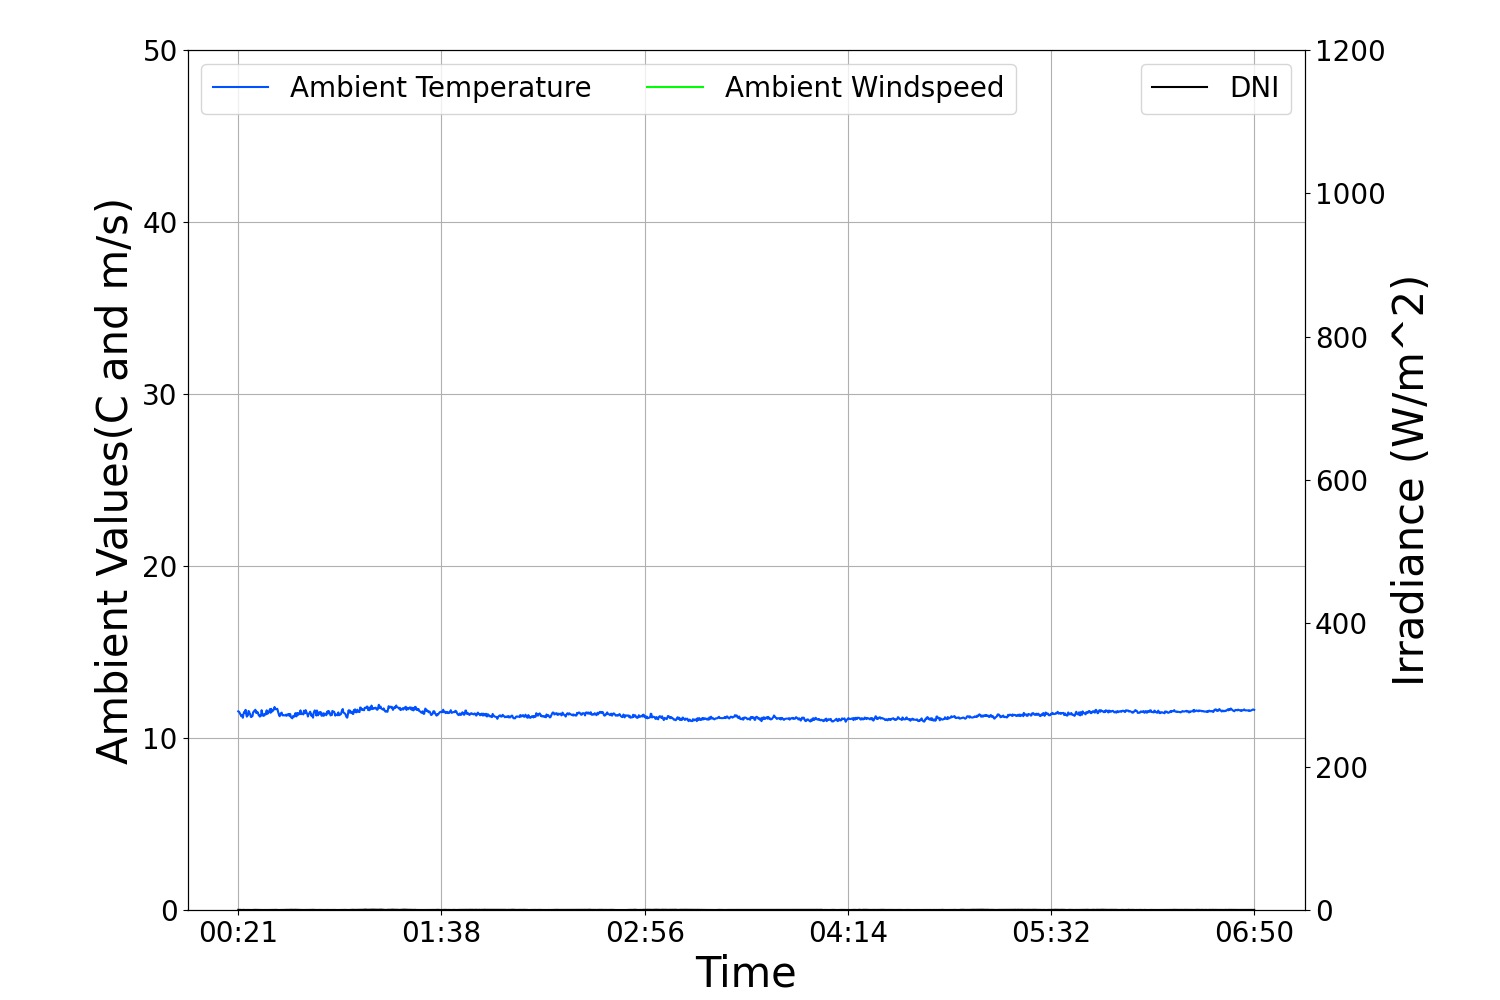 Ambient Temperature
Ambient Windspeed
DNI
Ambient Values(C and m/s)
50
40
30
20
10
0
1200
1000
800
600
400
200
0
Irradiance (W/m^2)
00:21 01:38 02:56 04:14 05:32 06:50
Time